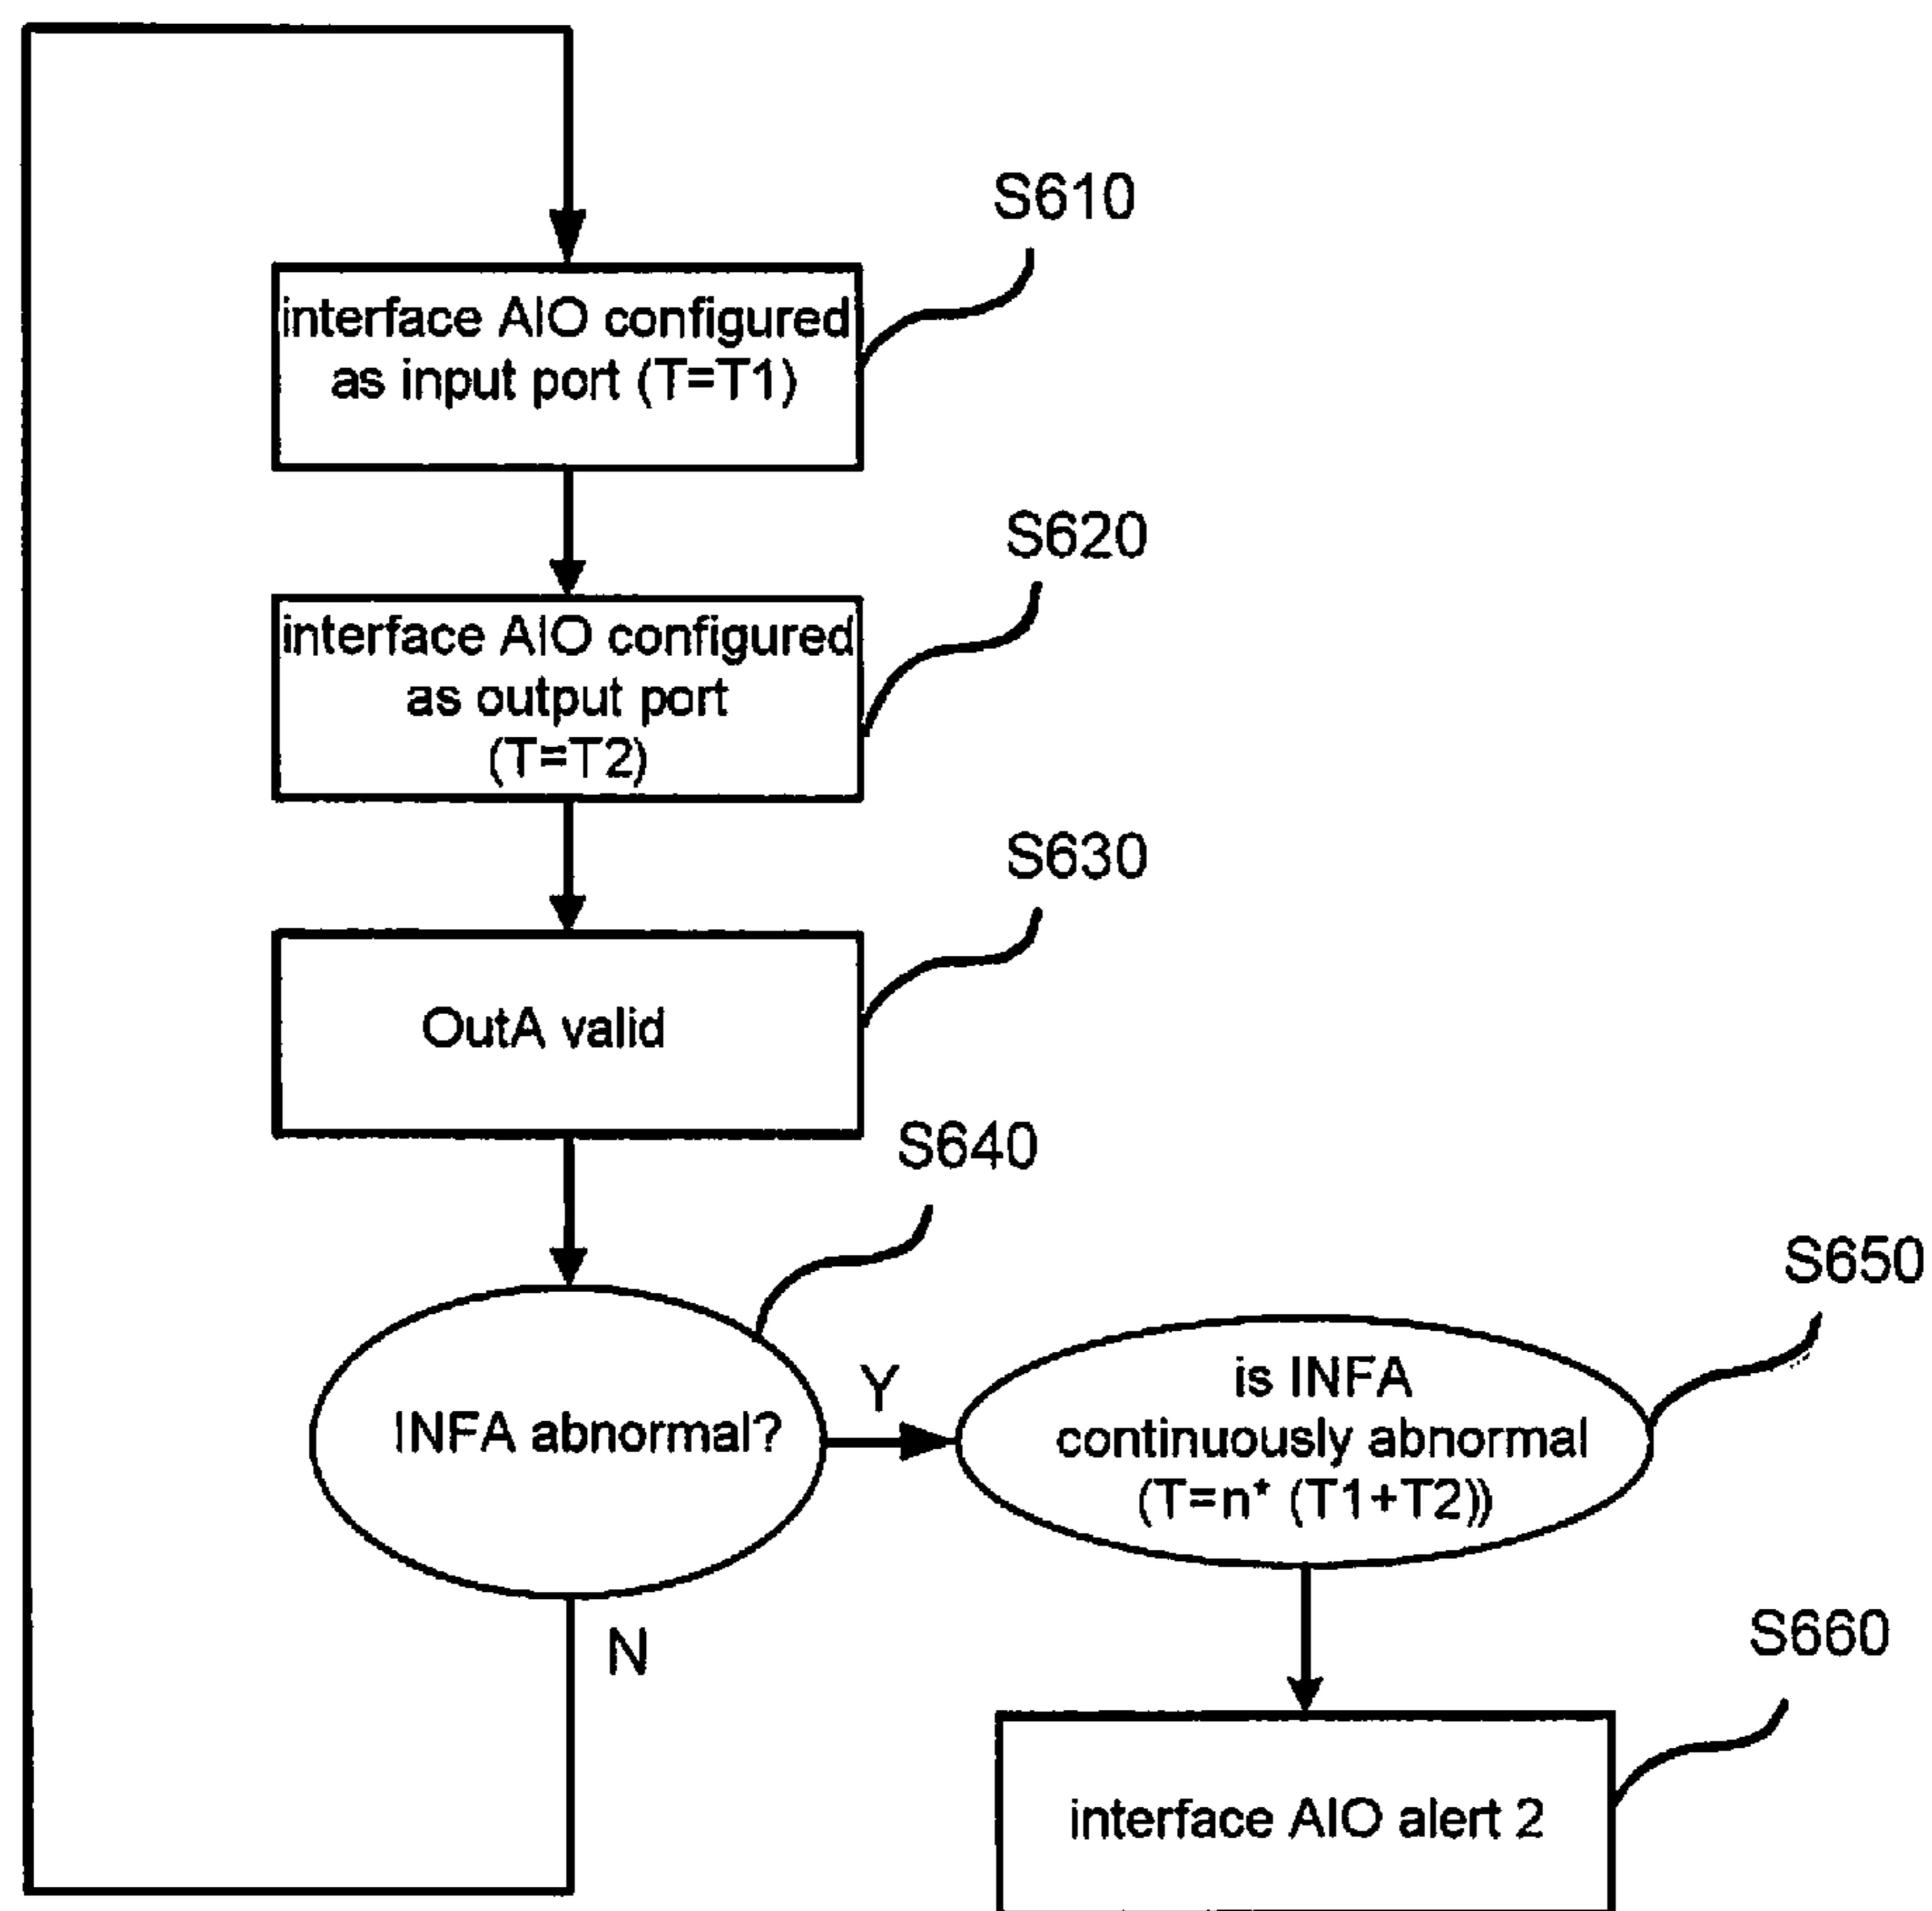 S610
interface AIO configured
as input port (T=T1)
S620
interface AIO configured
as output port
(T=T2)
S630
OutA valid
S640
INFA abnormal?
Y
N
S650
is INFA
continuously abnormal
(T=n* (T1+T2))
S660
interface AIO alert 2